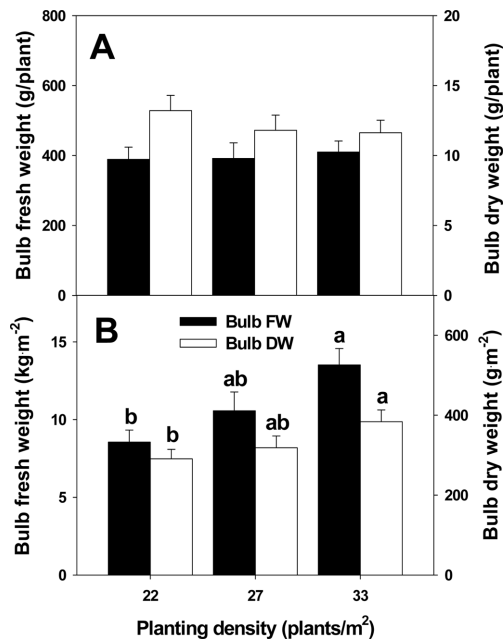 A
Bulb fresh weight (g/plant)
800
600
400
200
0
Bulb dry weight (g/plant)
20
15
10
5
0
B
Bulb fresh weight (kg·m-2)
15
10
5
0
Bulb FW
Bulb DW
b b ab ab a a
Bulb dry weight (g·m-2)
600
400
200
0
22 27 33
Planting density (plants/m2)